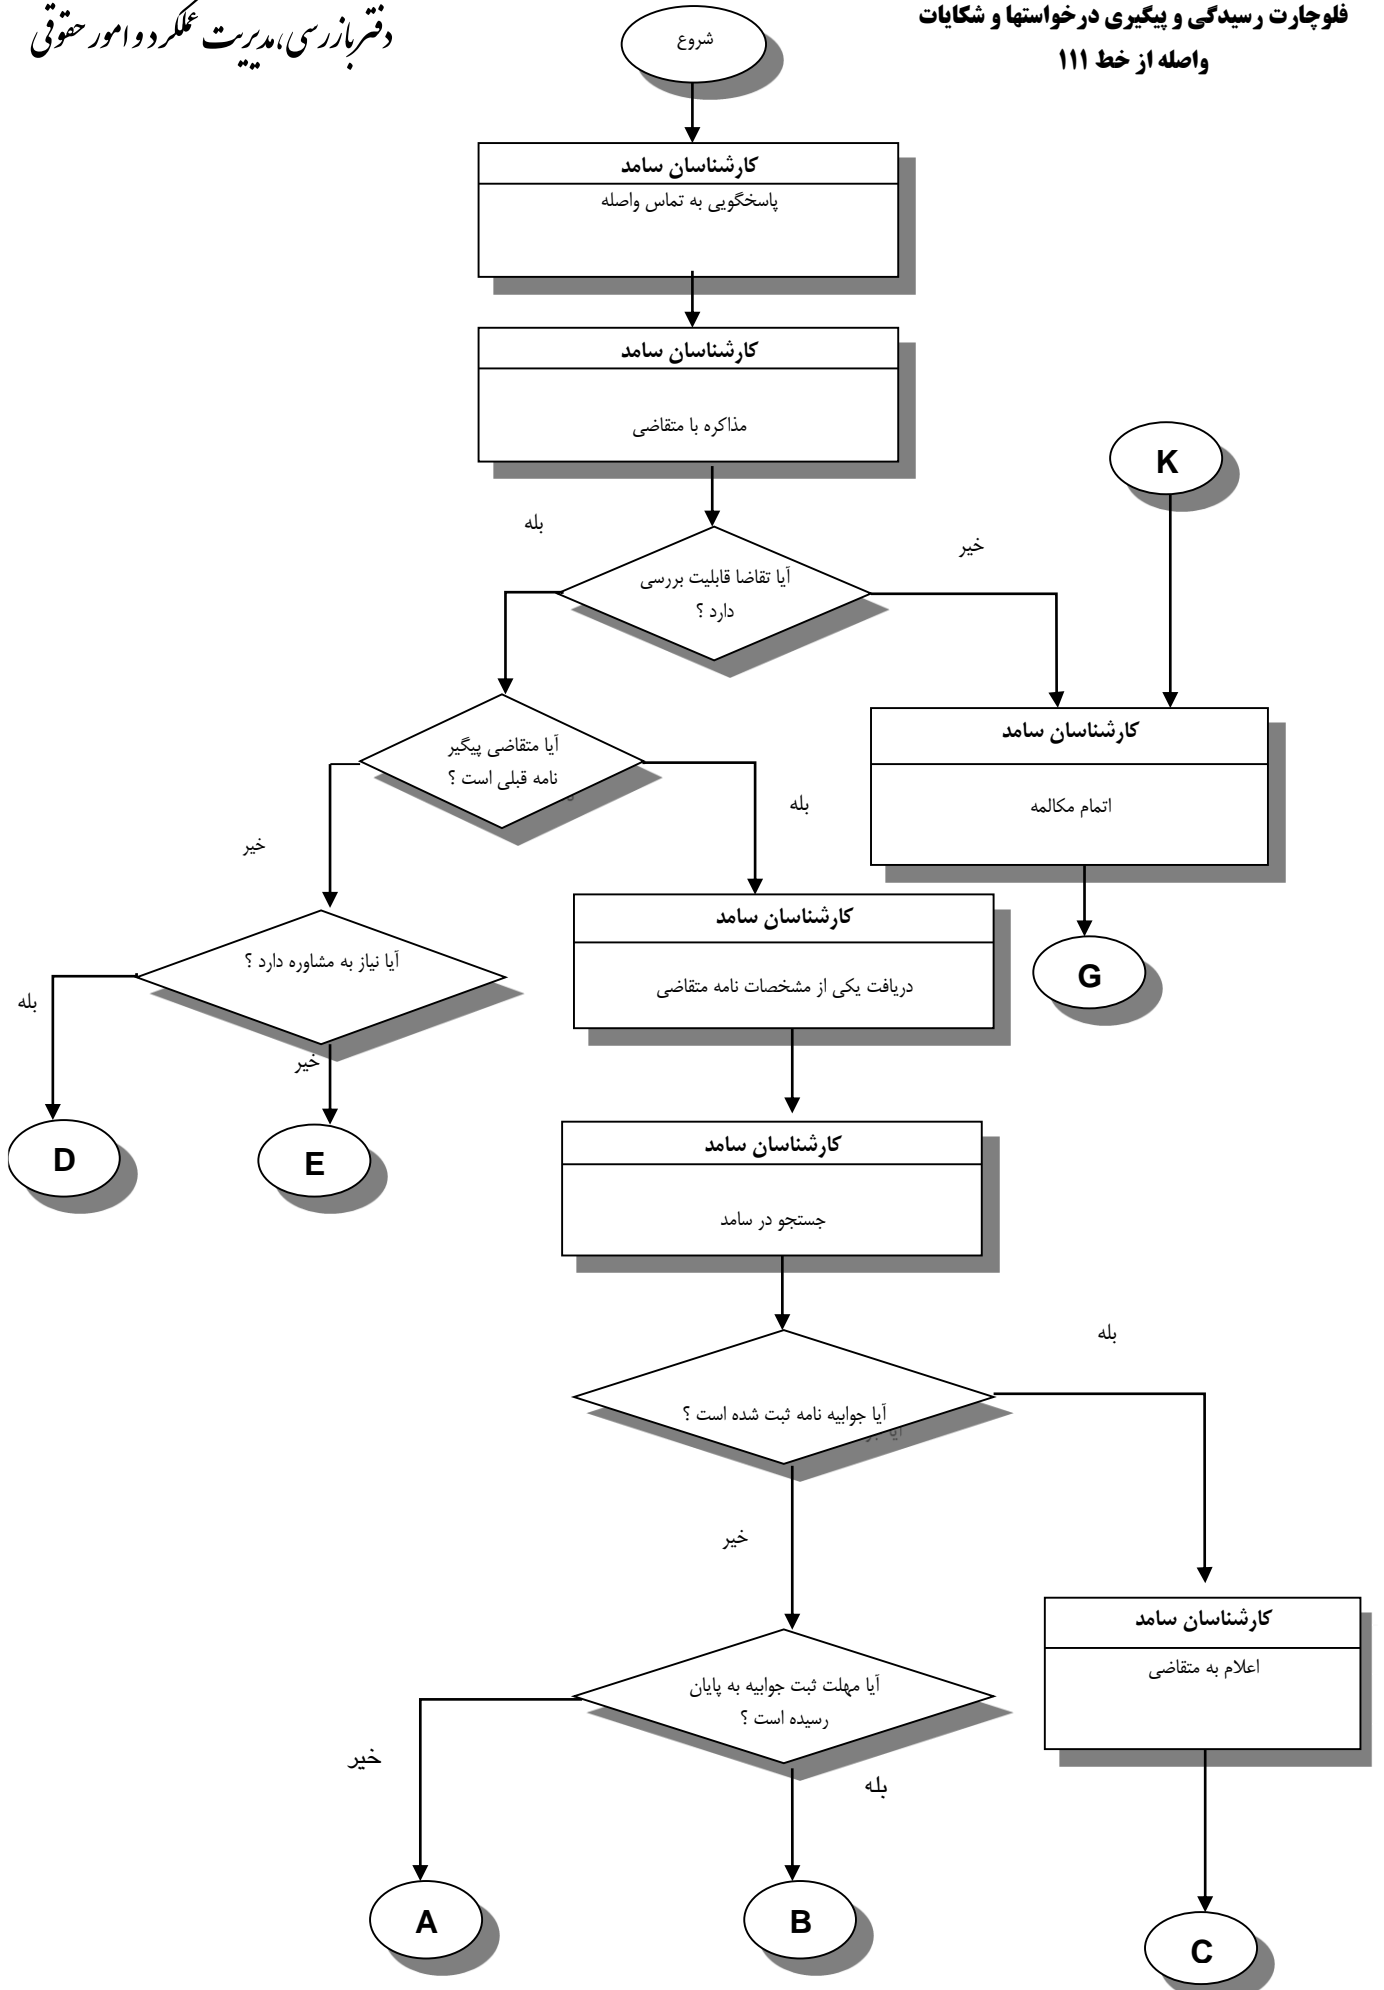 فلوچارت رسیدگی و پیگیری درخواستها و شکایات
واصله از خط ۱۱۱
دفتر بازرسی،مدیریت عملکرد و امور حقوقی
شروع
کارشناسان سامد
پاسخگویی به تماس واصله
کارشناسان سامد
مذاکره با متقاضی
K
بله
خیر
آیا تقاضا قابلیت بررسی
دارد ؟
کارشناسان سامد
اتمام مکالمه
آیا متقاضی پیگیر
نامه قبلی است ؟
بله
خیر
کارشناسان سامد
دریافت یکی از مشخصات نامه متقاضی
G
آیا نیاز به مشاوره دارد ؟
بله
خیر
D
E
کارشناسان سامد
جستجو در سامد
بله
آیا جوابیه نامه ثبت شده است ؟
خیر
کارشناسان سامد
اعلام به متقاضی
آیا مهلت ثبت جوابیه به پایان
رسیده است ؟
خیر
بله
A
B
C